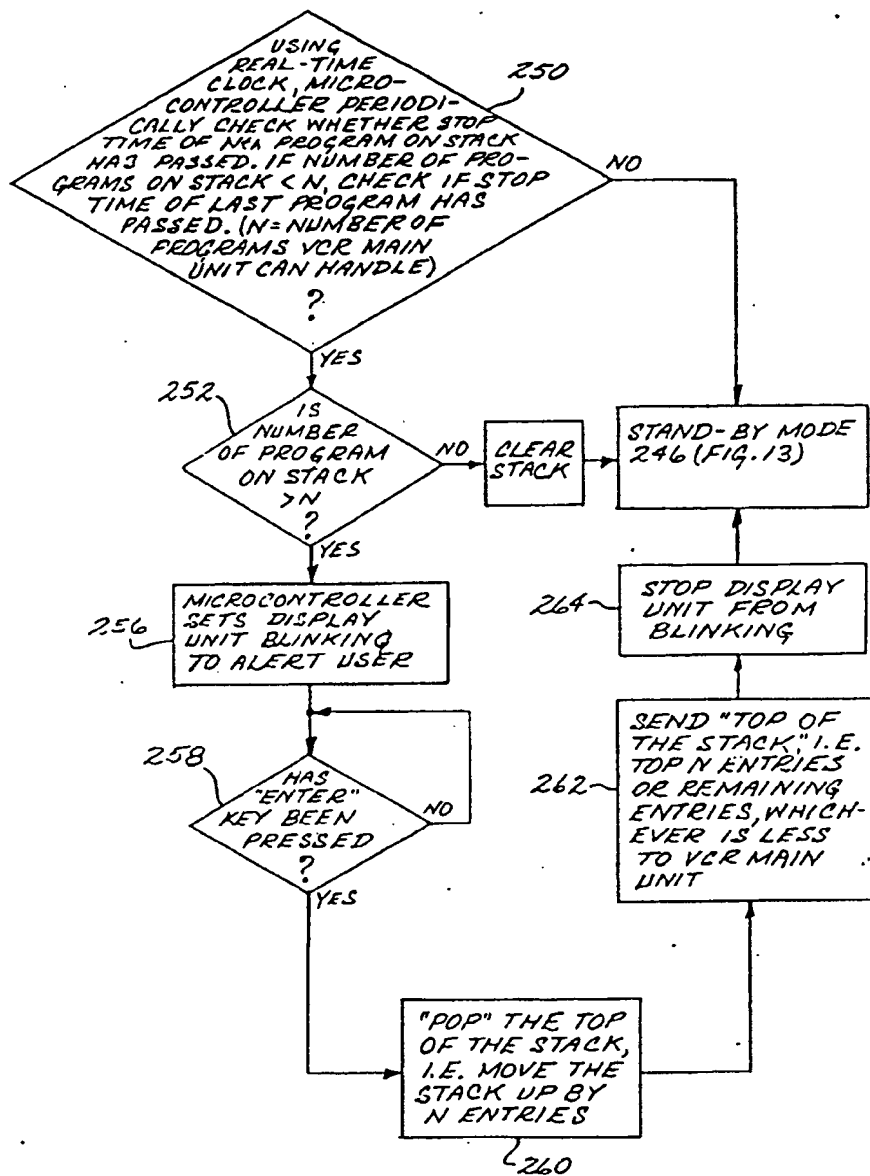 USING
REAL-TIME
CLOCK, MICRO-
CONTROLLER PERIODI-
CALLY CHECK WHETHER STOP
TIME OF Nth PROGRAM ON STACK
HAS PASSED. IF NUMBER OF PRO-
GRAMS ON STACK < N, CHECK IF STOP
TIME OF LAST PROGRAM HAS
PASSED. (N = NUMBER OF
PROGRAMS VCR MAIN
UNIT CAN HANDLE)
?
250
NO
YES
252
IS
NUMBER
OF PROGRAM
ON STACK
> N
?
NO
CLEAR
STACK
STAND-BY MODE
246 (FIG. 13)
YES
256
MICROCONTROLLER
SETS DISPLAY
UNIT BLINKING
TO ALERT USER
264
STOP DISPLAY
UNIT FROM
BLINKING
258
HAS
"ENTER"
KEY BEEN
PRESSED
?
NO
YES
262
SEND "TOP OF
THE STACK," I.E.
TOP N ENTRIES
OR REMAINING
ENTRIES, WHICH-
EVER IS LESS
TO VCR MAIN
UNIT
"POP" THE TOP
OF THE STACK,
I.E. MOVE THE
STACK UP BY
N ENTRIES
260